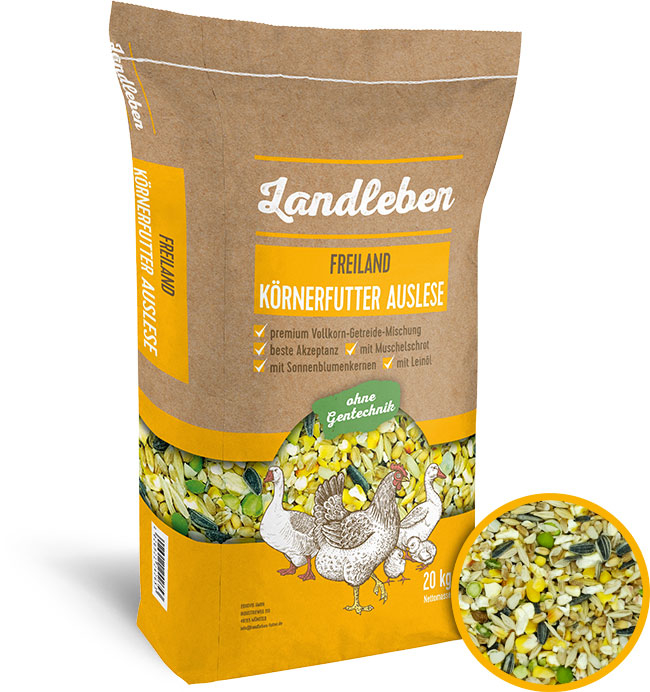 Landleben
FREILAND
KÖRNERFUTTER AUSLESE
Landleben
FREILAND
KÖRNERFUTTER AUSLESE
premium Vollkorn-Getreide-Mischung
beste Akzeptanz mit Muschelschrot
mit Sonnenblumenkernen mit Leinöl
ohne
Gentechnik
20 kg